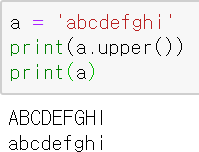 a = 'abcdefghi'
print(a.upper())
print(a)
ABCDEFGHI
abcdefghi